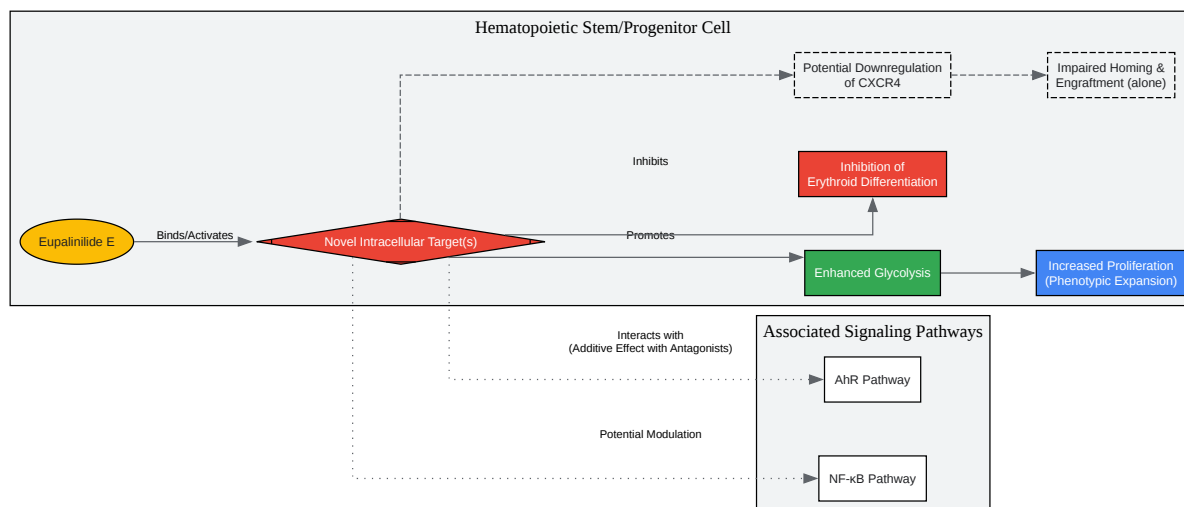 Hematopoietic Stem/Progenitor Cell
Potential Downregulation
of CXCR4
Impaired Homing &
Engraftment (alone)
Inhibits
Inhibition of
Erythroid Differentiation
Eupalinilide E
Binds/Activates
Novel Intracellular Target(s)
Promotes
Enhanced Glycolysis
Increased Proliferation
(Phenotypic Expansion)
Interacts with
(Additive Effect with Antagonists)
Associated Signaling Pathways
AhR Pathway
Potential Modulation
NF-κB Pathway